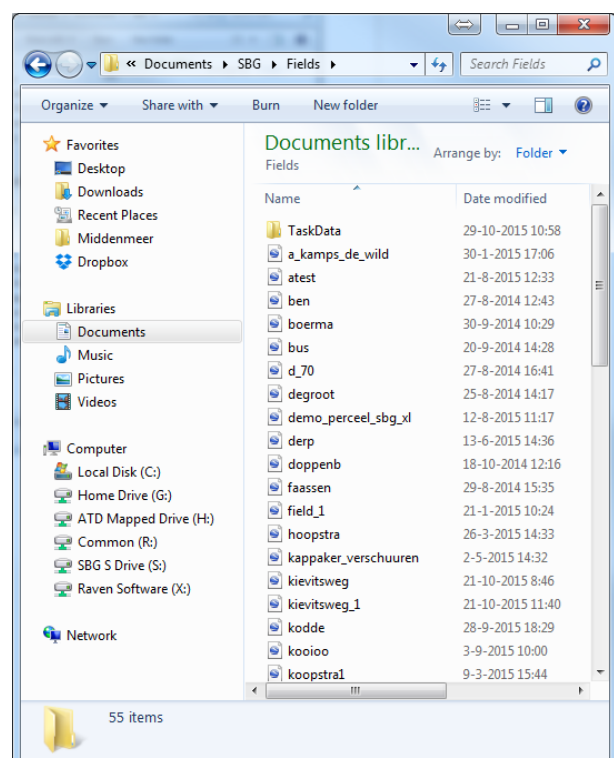 « Documents ▸ SBG ▸ Fields ▸
Search Fields
Organize ▾ Share with ▾ Burn New folder
Favorites
Desktop
Downloads
Recent Places
Middenmeer
Dropbox
Libraries
Documents
Music
Pictures
Videos
Computer
Local Disk (C:)
Home Drive (G:)
ATD Mapped Drive (H:)
Common (R:)
SBG S Drive (S:)
Raven Software (X:)
Network
Documents libr...
Fields
Arrange by: Folder ▾
Name Date modified
TaskData 29-10-2015 10:58
a_kamps_de_wild 30-1-2015 17:06
atest 21-8-2015 12:33
ben 27-8-2014 12:43
boerma 30-9-2014 10:29
bus 20-9-2014 14:28
d_70 27-8-2014 16:41
degroot 25-8-2014 14:17
demo_perceel_sbg_xl 12-8-2015 11:17
derp 13-6-2015 14:36
doppenb 18-10-2014 12:16
faassen 29-8-2014 15:35
field_1 21-1-2015 10:24
hoopstra 26-3-2015 14:33
kappaker_verschuuren 2-5-2015 14:32
kievitsweg 21-10-2015 8:46
kievitsweg_1 21-10-2015 11:40
kodde 28-9-2015 18:29
kooioo 3-9-2015 10:00
koopstra1 9-3-2015 15:44
55 items